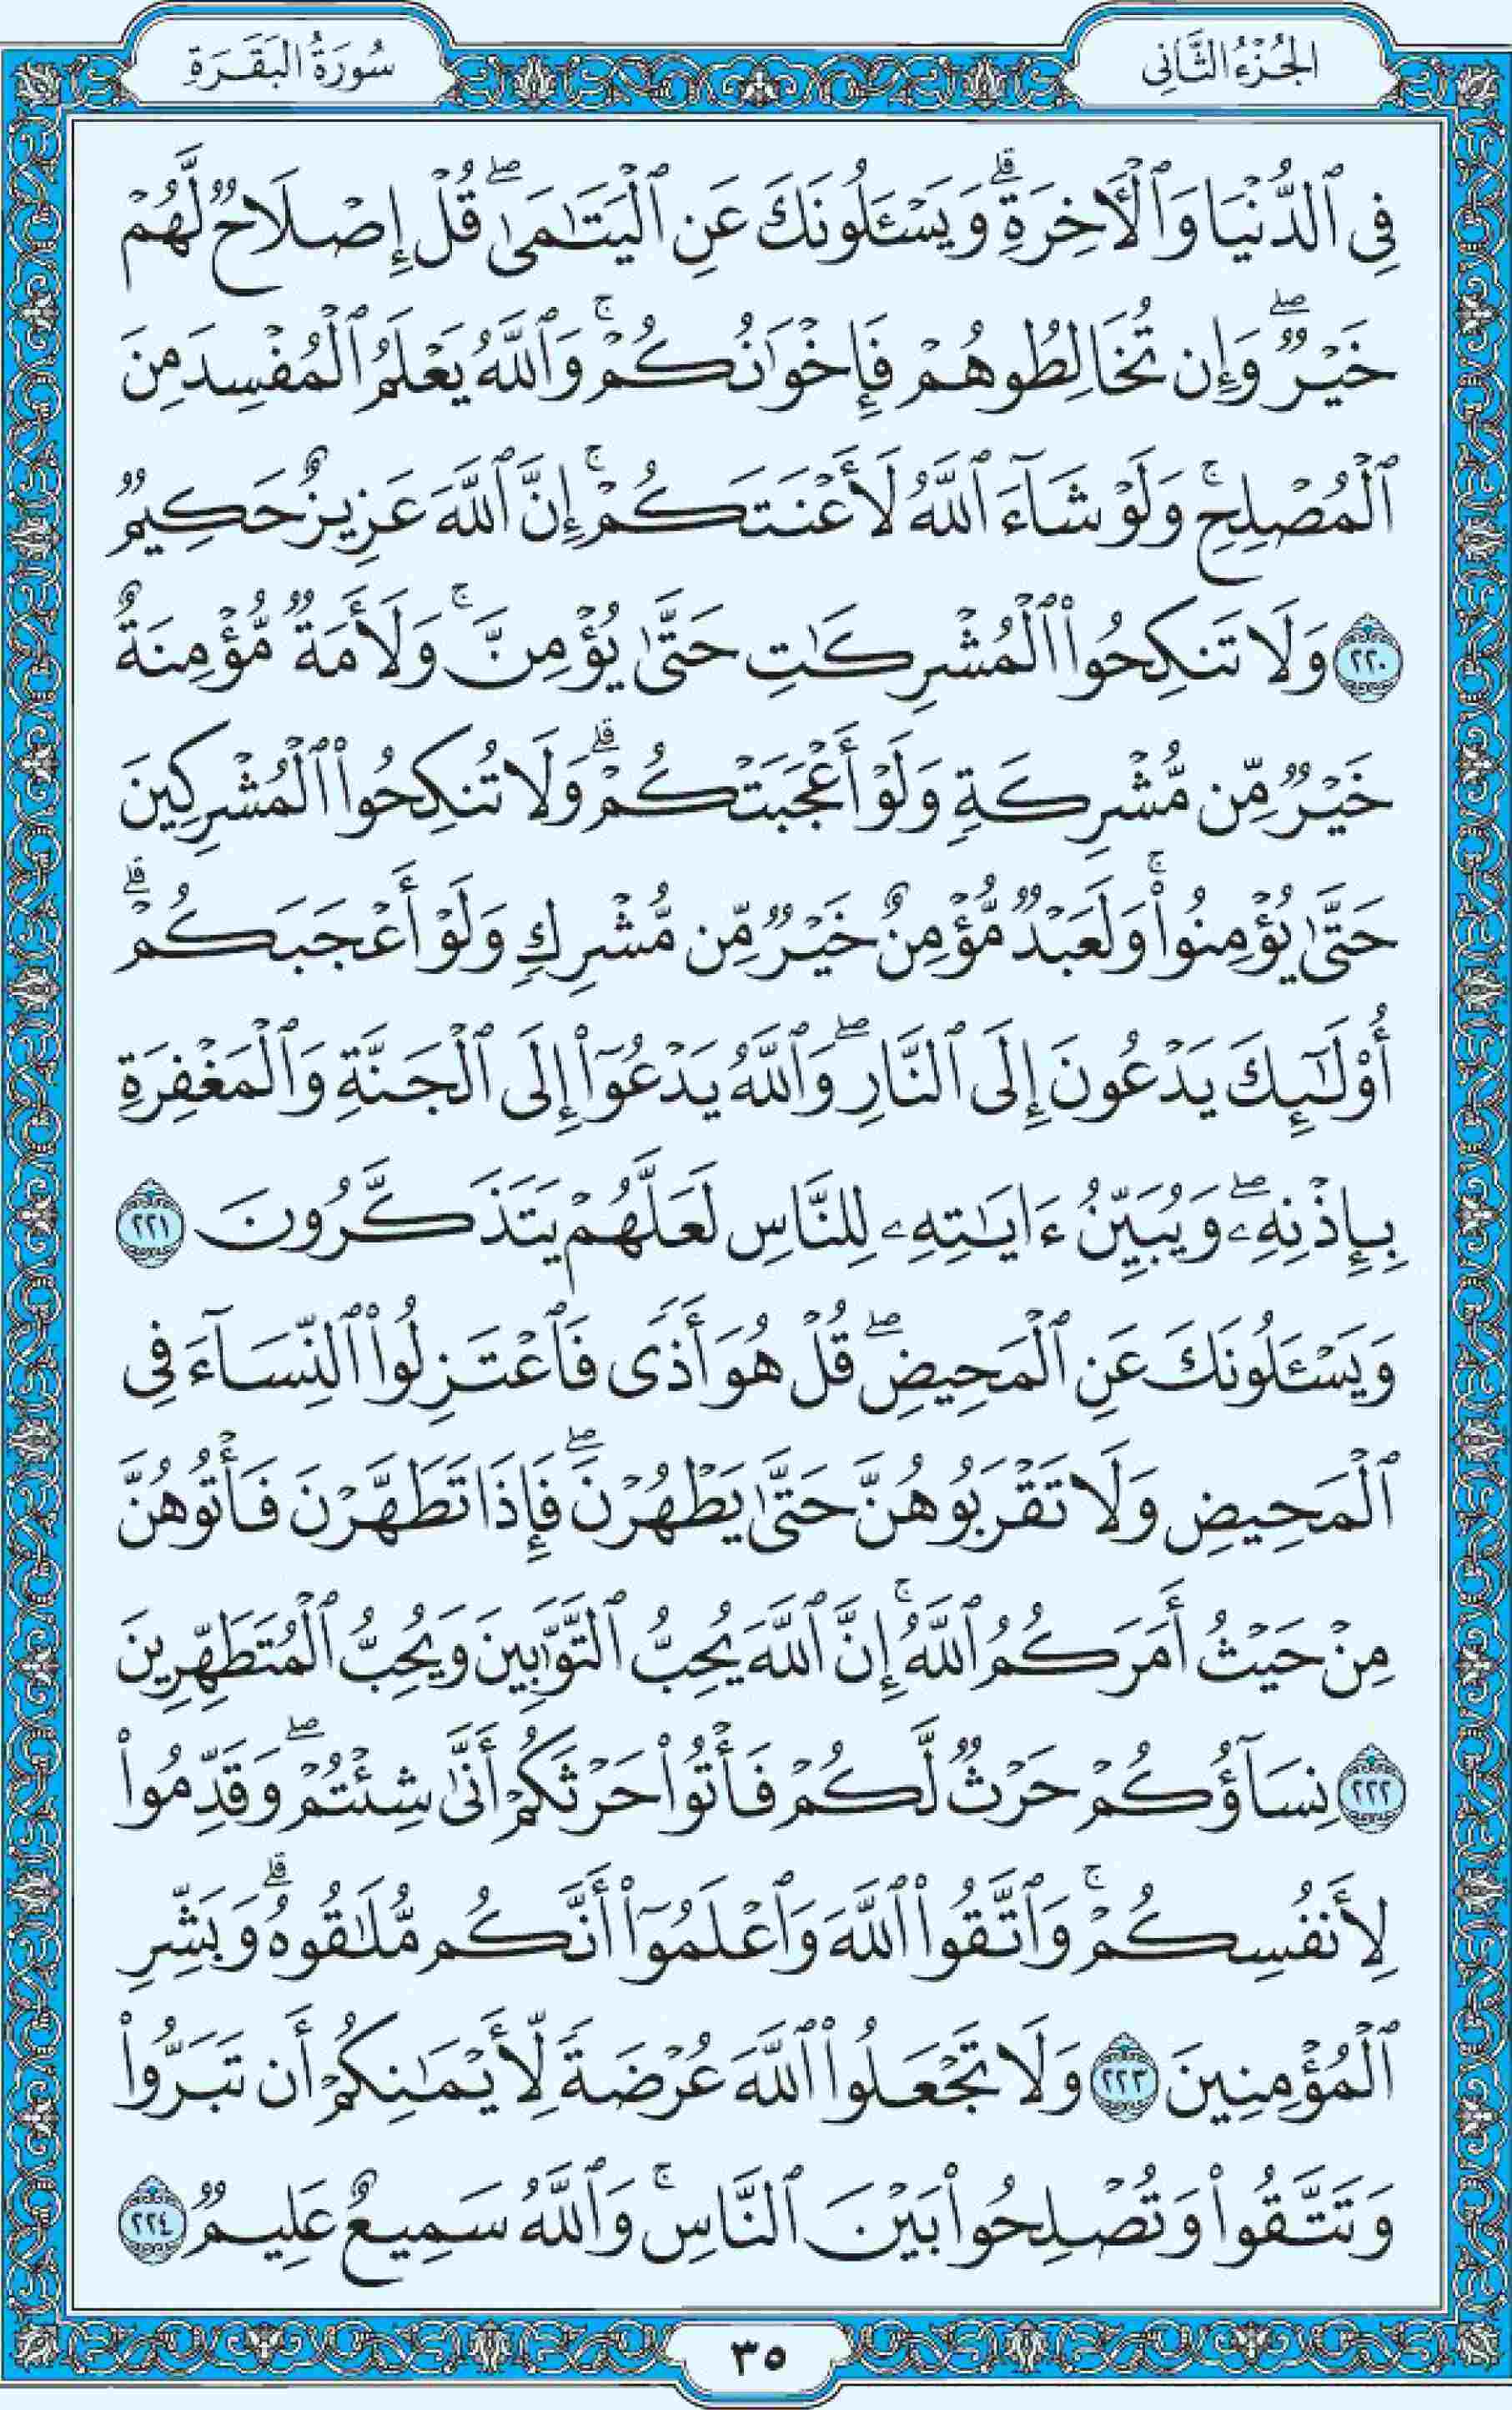 الجُزْءُ الثَّانِي
سُورَةُ البَقَرَةِ
فِي ٱلدُّنْيَا وَٱلْأَخِرَةِۗ وَيَسْـَٔلُونَكَ عَنِ ٱلْيَتَـٰمَىٰۖ قُلْ إِصْلَاحٌ لَّهُمْ
خَيْرٌۖ وَإِن تُخَالِطُوهُمْ فَإِخْوَٰنُكُمْۚ وَٱللَّهُ يَعْلَمُ ٱلْمُفْسِدَ مِنَ
ٱلْمُصْلِحِۚ وَلَوْ شَآءَ ٱللَّهُ لَأَعْنَتَكُمْۚ إِنَّ ٱللَّهَ عَزِيزٌ حَكِيمٌ
٢٢٠ وَلَا تَنكِحُوا۟ ٱلْمُشْرِكَـٰتِ حَتَّىٰ يُؤْمِنَّۚ وَلَأَمَةٌ مُّؤْمِنَةٌ
خَيْرٌ مِّن مُّشْرِكَةٍ وَلَوْ أَعْجَبَتْكُمْۗ وَلَا تُنكِحُوا۟ ٱلْمُشْرِكِينَ
حَتَّىٰ يُؤْمِنُوا۟ۚ وَلَعَبْدٌ مُّؤْمِنٌ خَيْرٌ مِّن مُّشْرِكٍ وَلَوْ أَعْجَبَكُمْۗ
أُو۟لَـٰٓئِكَ يَدْعُونَ إِلَى ٱلنَّارِۖ وَٱللَّهُ يَدْعُوٓا۟ إِلَى ٱلْجَنَّةِ وَٱلْمَغْفِرَةِ
بِإِذْنِهِۦۖ وَيُبَيِّنُ ءَايَـٰتِهِۦ لِلنَّاسِ لَعَلَّهُمْ يَتَذَكَّرُونَ ٢٢١
وَيَسْـَٔلُونَكَ عَنِ ٱلْمَحِيضِۖ قُلْ هُوَ أَذًى فَٱعْتَزِلُوا۟ ٱلنِّسَآءَ فِي
ٱلْمَحِيضِ وَلَا تَقْرَبُوهُنَّ حَتَّىٰ يَطْهُرْنَۖ فَإِذَا تَطَهَّرْنَ فَأْتُوهُنَّ
مِنْ حَيْثُ أَمَرَكُمُ ٱللَّهُۚ إِنَّ ٱللَّهَ يُحِبُّ ٱلتَّوَّٰبِينَ وَيُحِبُّ ٱلْمُتَطَهِّرِينَ
٢٢٢ نِسَآؤُكُمْ حَرْثٌ لَّكُمْ فَأْتُوا۟ حَرْثَكُمْ أَنَّىٰ شِئْتُمْۖ وَقَدِّمُوا۟
لِأَنفُسِكُمْۚ وَٱتَّقُوا۟ ٱللَّهَ وَٱعْلَمُوٓا۟ أَنَّكُم مُّلَـٰقُوهُۗ وَبَشِّرِ
ٱلْمُؤْمِنِينَ ٢٢٣ وَلَا تَجْعَلُوا۟ ٱللَّهَ عُرْضَةً لِّأَيْمَـٰنِكُمْ أَن تَبَرُّوا۟
وَتَتَّقُوا۟ وَتُصْلِحُوا۟ بَيْنَ ٱلنَّاسِۚ وَٱللَّهُ سَمِيعٌ عَلِيمٌ ٢٢٤
٣٥